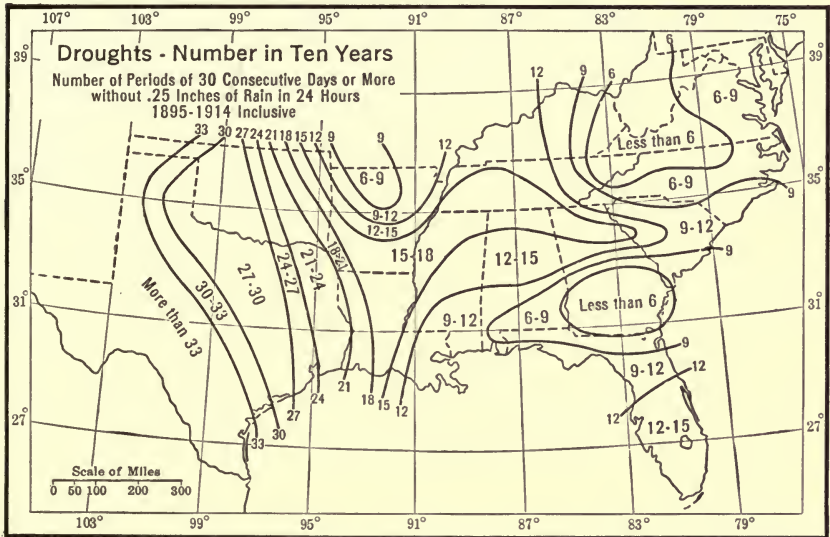 107° 103° 99° 95° 91° 87° 83° 79° 75°
Droughts - Number in Ten Years
Number of Periods of 30 Consecutive Days or More
without .25 Inches of Rain in 24 Hours
1895-1914 Inclusive
39° 39°
6
12 9 6
6-9
Less than 6
33 30 27 24 21 18 15 12 9 9 12
6-9
6-9
35° 35°
9
9-12
12-15
9-12
9
18-21
15-18
12-15
21-24
24-27
27-30
30-33
More than 33
Less than 6
31° 31°
9-12
6-9
9
9-12
12
21
24
27
18
15
12
12
12-15
27° 27°
30
33
Scale of Miles
0 50 100 200 300
103° 99° 95° 91° 87° 83° 79°